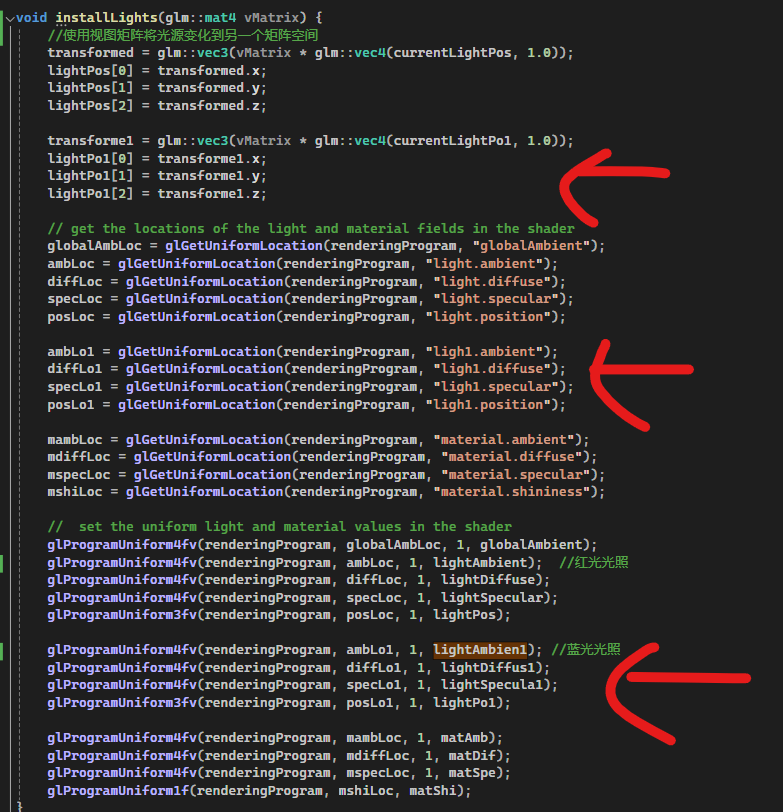 void installLights(glm::mat4 vMatrix) {
//使用视图矩阵将光源变化到另一个矩阵空间
transformed = glm::vec3(vMatrix * glm::vec4(currentLightPos, 1.0));
lightPos[0] = transformed.x;
lightPos[1] = transformed.y;
lightPos[2] = transformed.z;
transforme1 = glm::vec3(vMatrix * glm::vec4(currentLightPo1, 1.0));
lightPo1[0] = transforme1.x;
lightPo1[1] = transforme1.y;
lightPo1[2] = transforme1.z;
// get the locations of the light and material fields in the shader
globalAmbLoc = glGetUniformLocation(renderingProgram, "globalAmbient");
ambLoc = glGetUniformLocation(renderingProgram, "light.ambient");
diffLoc = glGetUniformLocation(renderingProgram, "light.diffuse");
specLoc = glGetUniformLocation(renderingProgram, "light.specular");
posLoc = glGetUniformLocation(renderingProgram, "light.position");
ambLo1 = glGetUniformLocation(renderingProgram, "ligh1.ambient");
diffLo1 = glGetUniformLocation(renderingProgram, "ligh1.diffuse");
specLo1 = glGetUniformLocation(renderingProgram, "ligh1.specular");
posLo1 = glGetUniformLocation(renderingProgram, "ligh1.position");
mambLoc = glGetUniformLocation(renderingProgram, "material.ambient");
mdiffLoc = glGetUniformLocation(renderingProgram, "material.diffuse");
mspecLoc = glGetUniformLocation(renderingProgram, "material.specular");
mshiLoc = glGetUniformLocation(renderingProgram, "material.shininess");
//  set the uniform light and material values in the shader
glProgramUniform4fv(renderingProgram, globalAmbLoc, 1, globalAmbient);
glProgramUniform4fv(renderingProgram, ambLoc, 1, lightAmbient);  //红光光照
glProgramUniform4fv(renderingProgram, diffLoc, 1, lightDiffuse);
glProgramUniform4fv(renderingProgram, specLoc, 1, lightSpecular);
glProgramUniform3fv(renderingProgram, posLoc, 1, lightPos);
glProgramUniform4fv(renderingProgram, ambLo1, 1, lightAmbien1); //蓝光光照
glProgramUniform4fv(renderingProgram, diffLo1, 1, lightDiffus1);
glProgramUniform4fv(renderingProgram, specLo1, 1, lightSpecula1);
glProgramUniform3fv(renderingProgram, posLo1, 1, lightPo1);
glProgramUniform4fv(renderingProgram, mambLoc, 1, matAmb);
glProgramUniform4fv(renderingProgram, mdiffLoc, 1, matDif);
glProgramUniform4fv(renderingProgram, mspecLoc, 1, matSpe);
glProgramUniform1f(renderingProgram, mshiLoc, matShi);
}